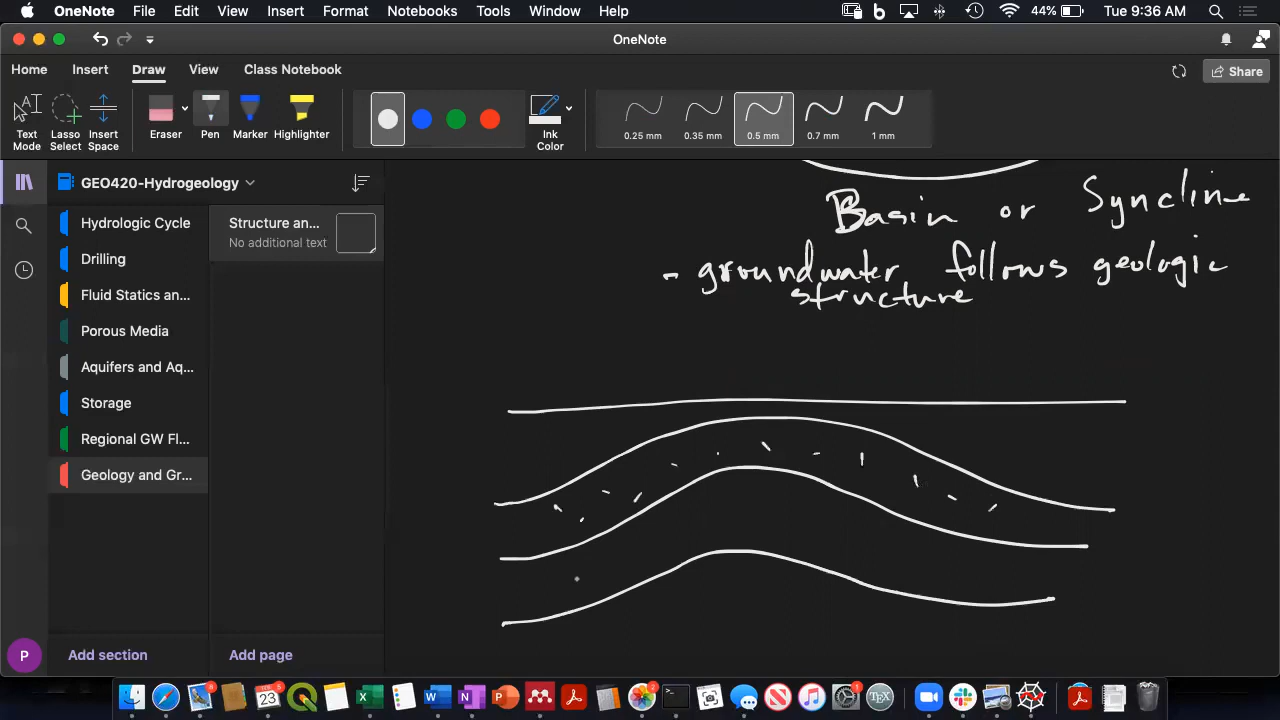 OneNote File Edit View Insert Format Notebooks Tools Window Help 44% Tue 9:36 AM
OneNote
Home Insert Draw View Class Notebook Share
Text Mode
Lasso Select
Insert Space
Eraser
Pen
Marker
Highlighter
Ink Color
0.25 mm
0.35 mm
0.5 mm
0.7 mm
1 mm
GEO420-Hydrogeology
Hydrologic Cycle
Drilling
Fluid Statics an...
Porous Media
Aquifers and Aq...
Storage
Regional GW Fl...
Geology and Gr...
Structure an...
No additional text
Basin or Syncline
- groundwater follows geologic
structure
P
Add section
Add page